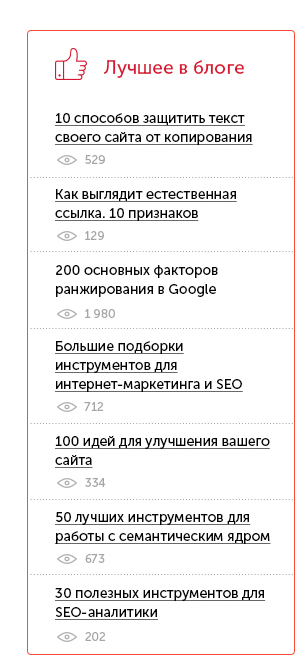 Лучшее в блоге
10 способов защитить текст
своего сайта от копирования
529
Как выглядит естественная
ссылка. 10 признаков
129
200 основных факторов
ранжирования в Google
1 980
Большие подборки
инструментов для
интернет-маркетинга и SEO
712
100 идей для улучшения вашего
сайта
334
50 лучших инструментов для
работы с семантическим ядром
673
30 полезных инструментов для
SEO-аналитики
202